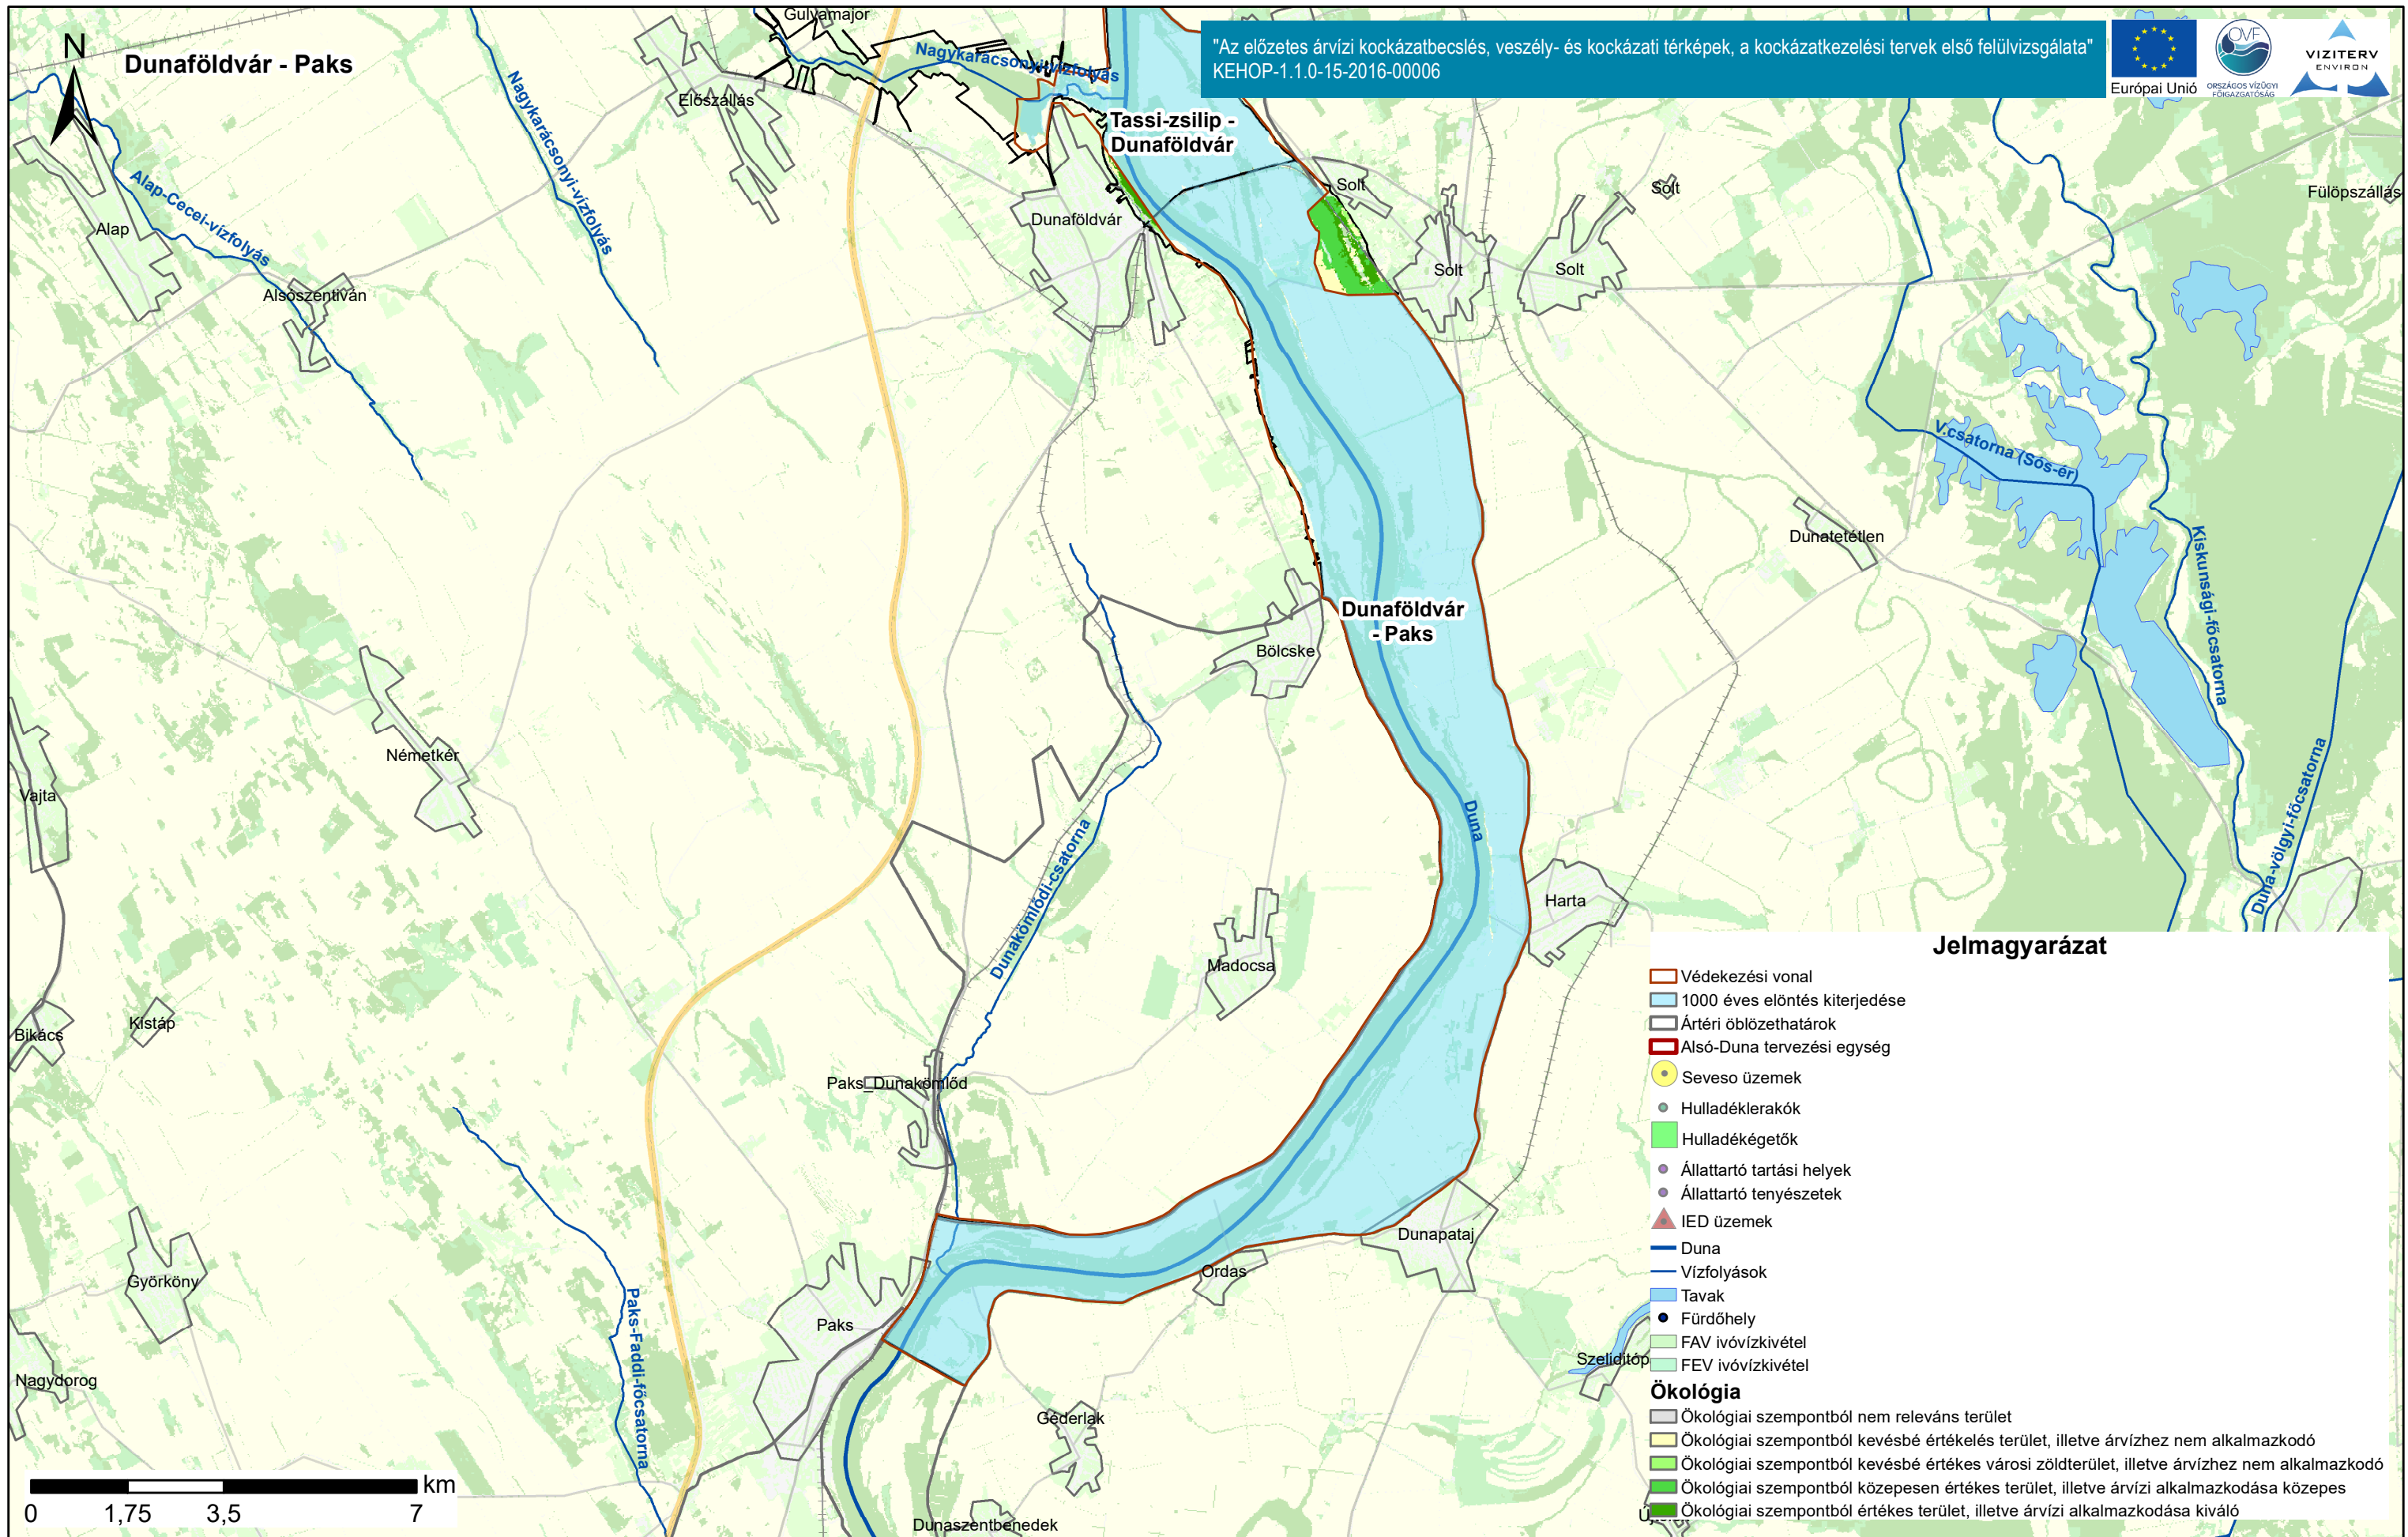 N
Dunaföldvár - Paks
"Az előzetes árvízi kockázatbecslés, veszély- és kockázati térképek, a kockázatkezelési tervek első felülvizsgálata"
KEHOP-1.1.0-15-2016-00006
Európai Unió
OVF
ORSZÁGOS VÍZÜGYI
FŐIGAZGATÓSÁG
VIZITERV
ENVIRON
Gulyamajor
Nagykarácsonyi-vízfolyás
Előszállás
Nagykarácsonyi-vízfolyás
Tassi-zsilip -
Dunaföldvár
Alap-Cecei-vízfolyás
Alap
Alsószentiván
Dunaföldvár
Solt
Solt
Solt
Solt
Fülöpszállás
V.csatorna (Sós-ér)
Dunatetétlen
Kiskunsági-főcsatorna
Dunaföldvár
- Paks
Bölcske
Németkér
Vajta
Duna
Duna-völgyi-főcsatorna
Dunakömlődi-csatorna
Harta
Madocsa
Bikács
Kistáp
Paks_Dunakömlőd
Dunapataj
Ordas
Györköny
Paks
Paks-Faddi-főcsatorna
Nagydorog
Szeliditóp
Géderlak
Dunaszentbenedek
km
0
1,75
3,5
7
Jelmagyarázat
Védekezési vonal
1000 éves elöntés kiterjedése
Ártéri öblözethatárok
Alsó-Duna tervezési egység
Seveso üzemek
Hulladéklerakók
Hulladékégetők
Állattartó tartási helyek
Állattartó tenyészetek
IED üzemek
Duna
Vízfolyások
Tavak
Fürdőhely
FAV ivóvízkivétel
FEV ivóvízkivétel
Ökológia
Ökológiai szempontból nem releváns terület
Ökológiai szempontból kevésbé értékelés terület, illetve árvízhez nem alkalmazkodó
Ökológiai szempontból kevésbé értékes városi zöldterület, illetve árvízhez nem alkalmazkodó
Ökológiai szempontból közepesen értékes terület, illetve árvízi alkalmazkodása közepes
Ökológiai szempontból értékes terület, illetve árvízi alkalmazkodása kiváló